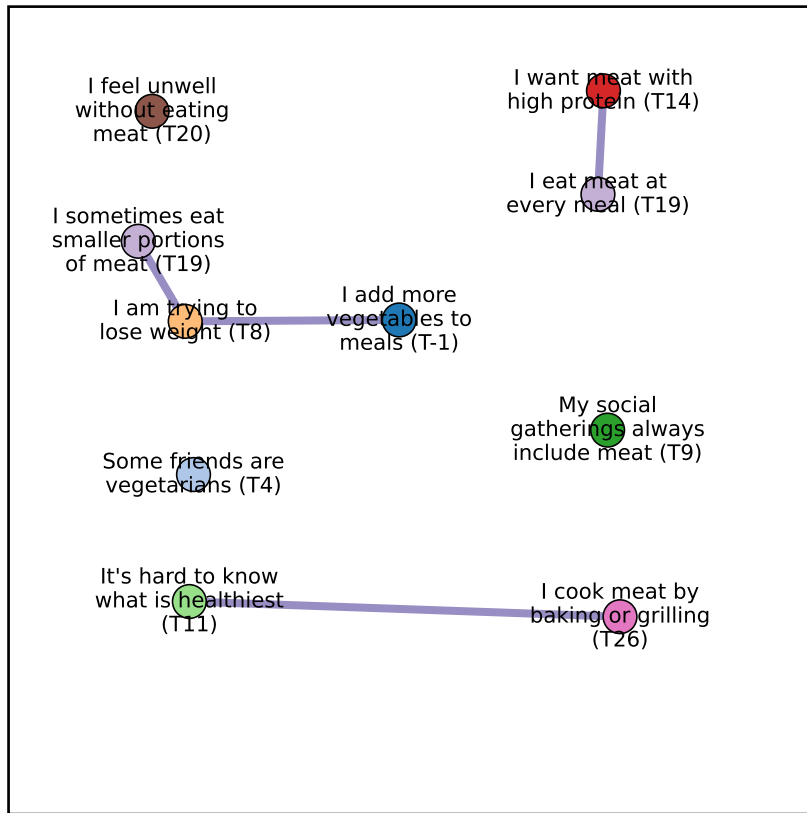 I feel unwell
without eating
meat (T20)
I want meat with
high protein (T14)
I eat meat at
every meal (T19)
I sometimes eat
smaller portions
of meat (T19)
I am trying to
lose weight (T8)
I add more
vegetables to
meals (T-1)
My social
gatherings always
include meat (T9)
Some friends are
vegetarians (T4)
It's hard to know
what is healthiest
(T11)
I cook meat by
baking or grilling
(T26)